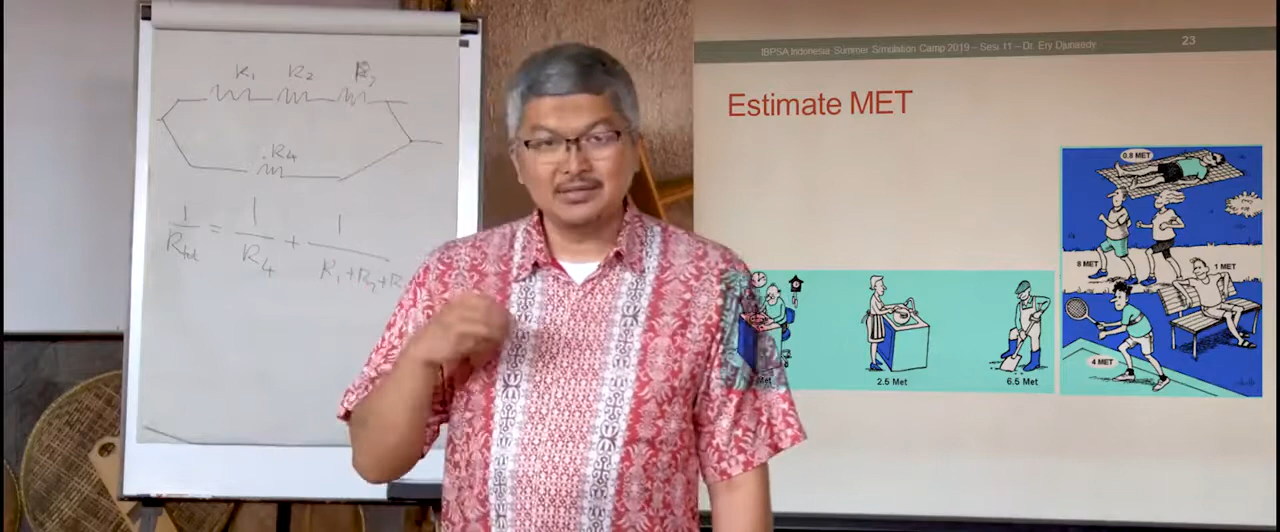 R1 R2 R3
R4
1/Rtot = 1/R4 + 1/R1+R2+R
IBPSA Indonesia Summer Simulation Camp 2019 – Sesi 11 – Dr. Ery Djunaedy 23
Estimate MET
0.8 MET
8 MET
1 MET
4 MET
Met
2.5 Met
6.5 Met